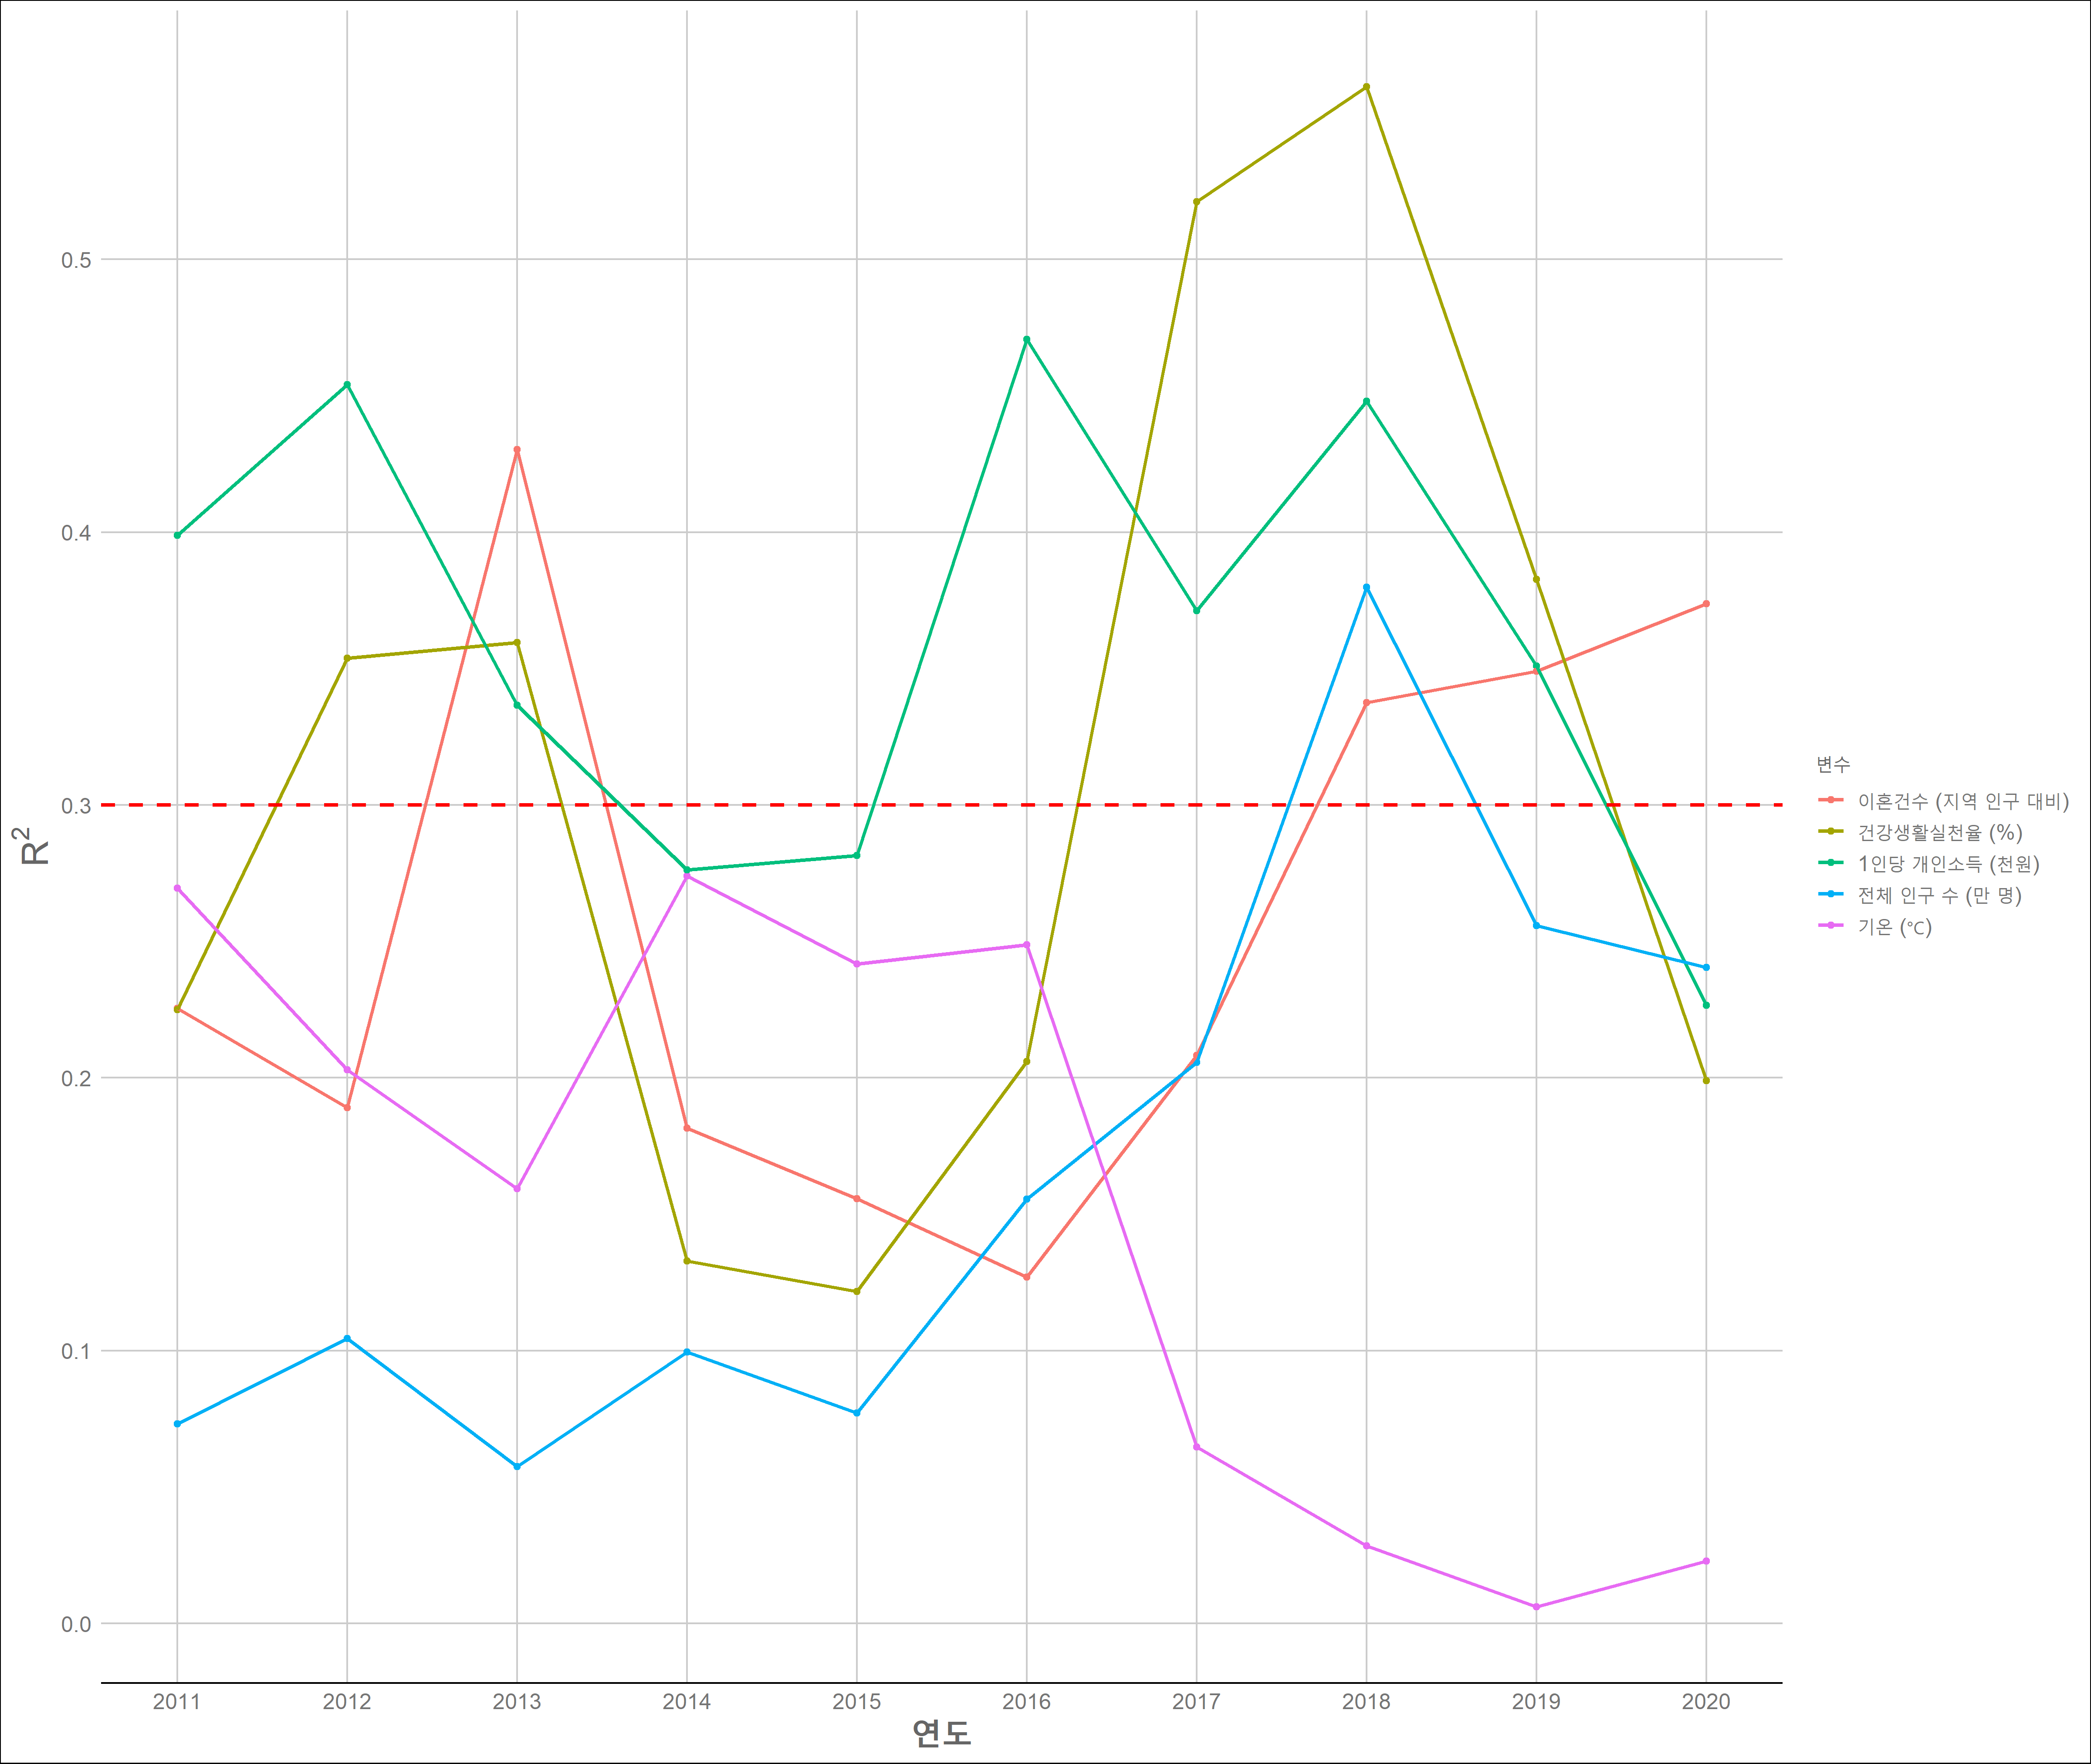 0.5
0.4
0.3
0.2
0.1
0.0
R²
2011 2012 2013 2014 2015 2016 2017 2018 2019 2020
연도
변수
이혼건수 (지역 인구 대비)
건강생활실천율 (%)
1인당 개인소득 (천원)
전체 인구 수 (만 명)
기온 (℃)